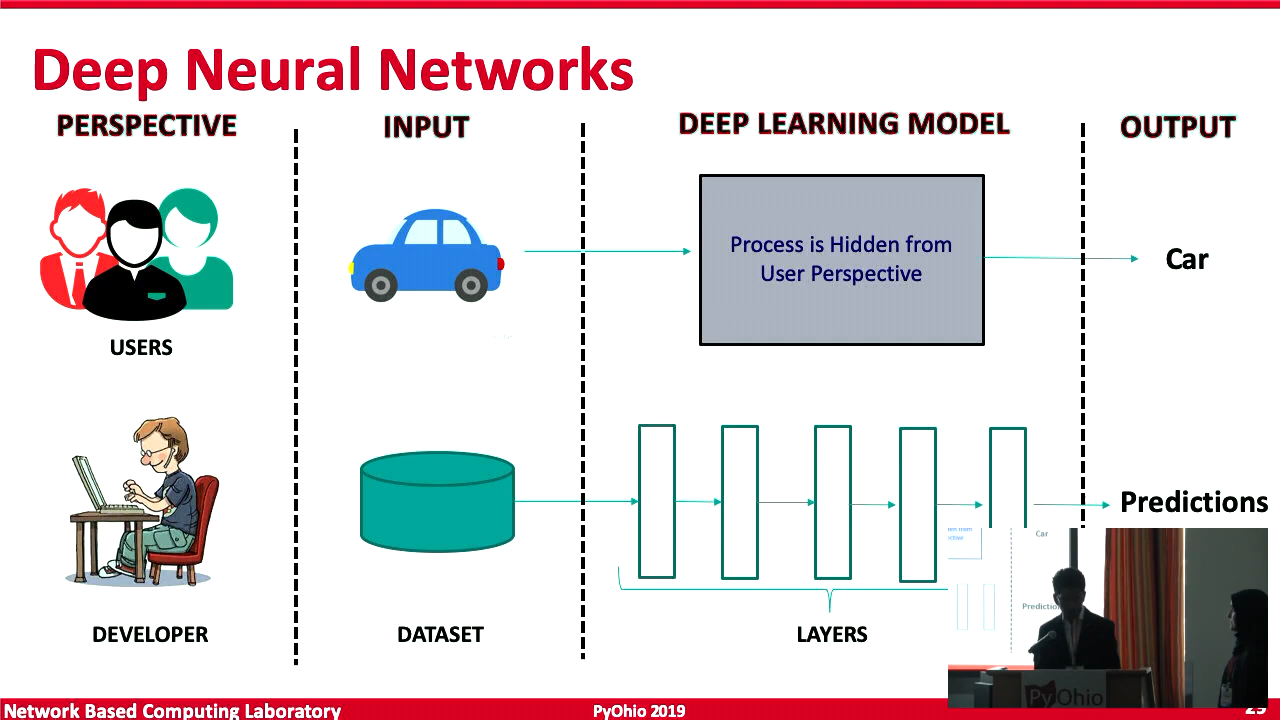 Deep Neural Networks
PERSPECTIVE
INPUT
DEEP LEARNING MODEL
OUTPUT
Process is Hidden from
User Perspective
Car
USERS
Predictions
DEVELOPER
DATASET
LAYERS
Car
PyOhio
Network Based Computing Laboratory
PyOhio 2019